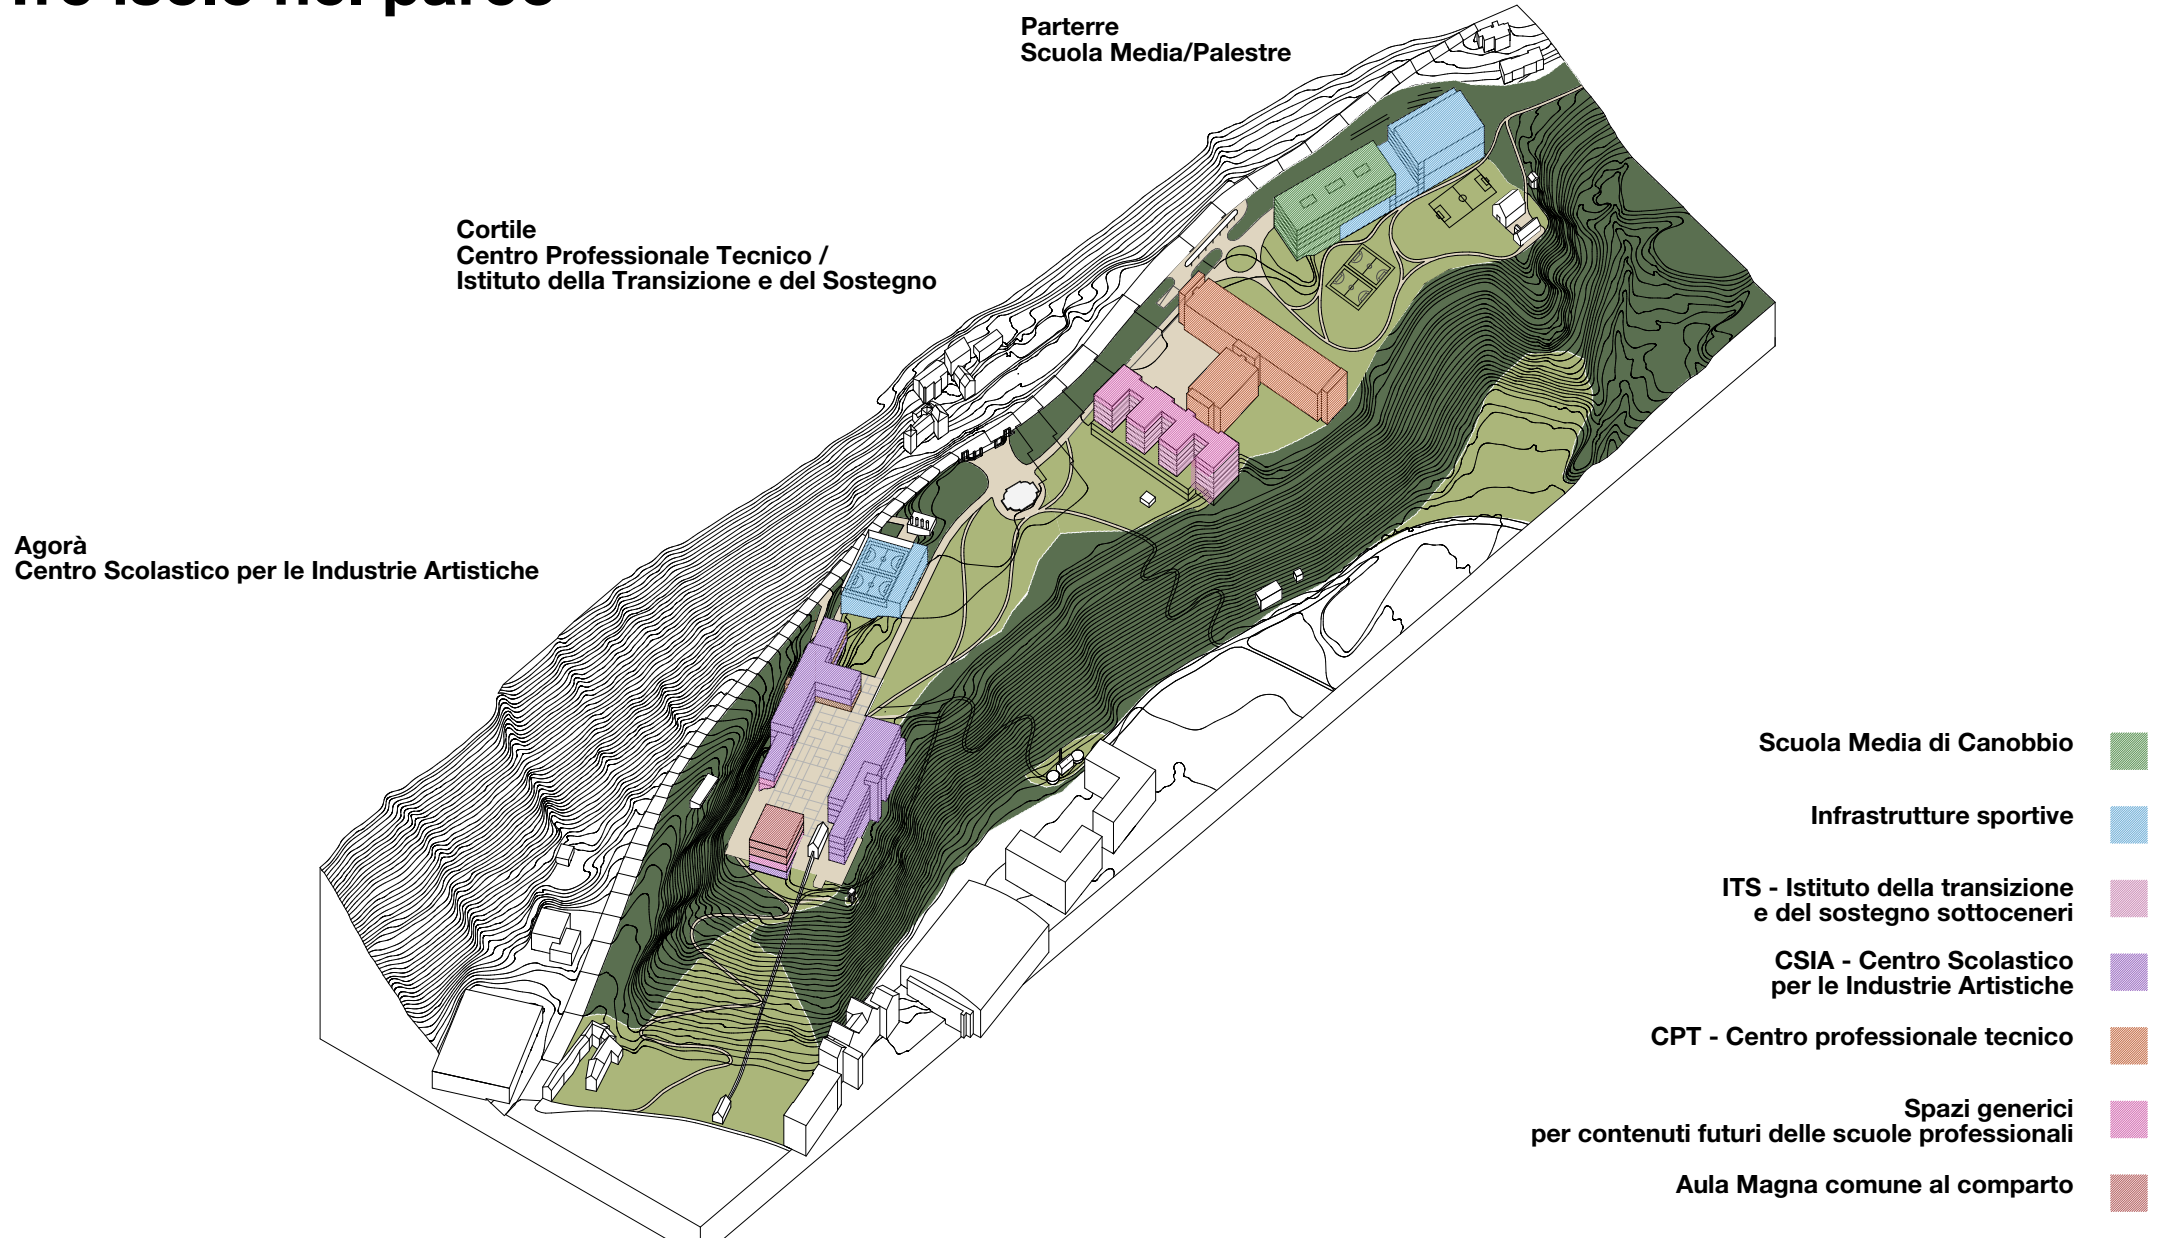 isole nel parco
Parterre
Scuola Media/Palestre
Cortile
Centro Professionale Tecnico /
Istituto della Transizione e del Sostegno
Agorà
Centro Scolastico per le Industrie Artistiche
Scuola Media di Canobbio
Infrastrutture sportive
ITS - Istituto della transizione
e del sostegno sottoceneri
CSIA - Centro Scolastico
per le Industrie Artistiche
CPT - Centro professionale tecnico
Spazi generici
per contenuti futuri delle scuole professionali
Aula Magna comune al comparto